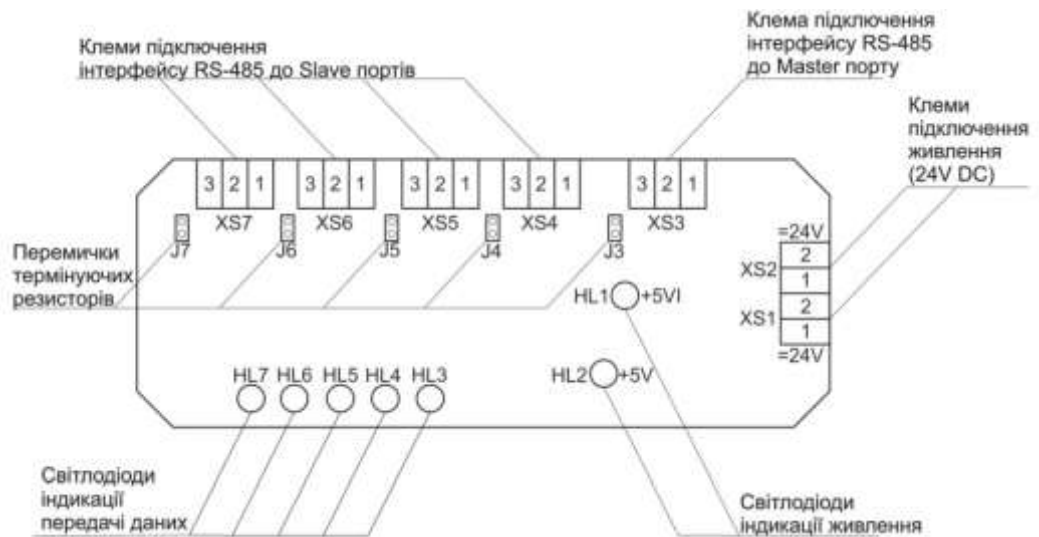 Клеми підключення
інтерфейсу RS-485 до Slave портів
Клема підключення
інтерфейсу RS-485
до Master порту
Клеми
підключення
живлення
(24V DC)
3 2 1 3 2 1 3 2 1 3 2 1 3 2 1
XS7 XS6 XS5 XS4 XS3
J7 J6 J5 J4 J3
Перемички
термінуючих
резисторів
=24V
2
XS2
1
2
XS1
1
=24V
HL1 +5VI
HL2 +5V
HL7 HL6 HL5 HL4 HL3
Світлодіоди
індикації
передачі даних
Світлодіоди
індикації живлення